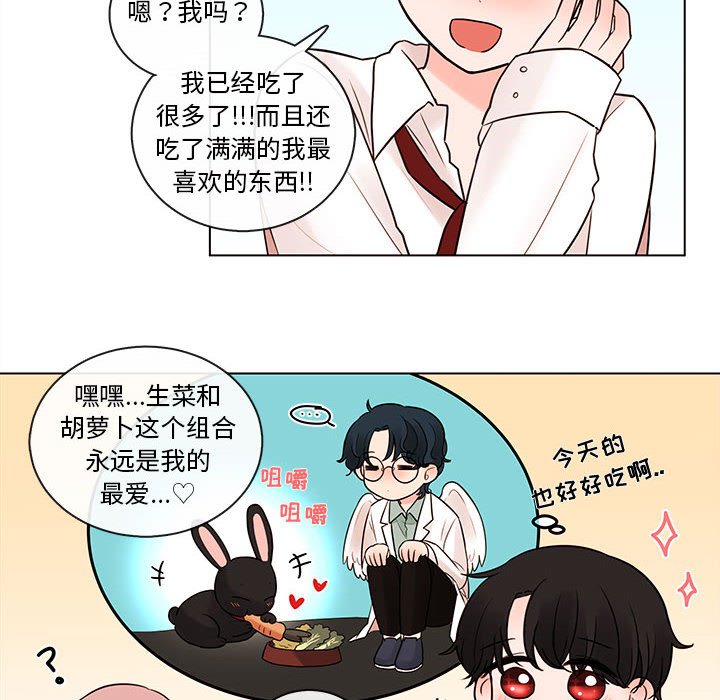 嗯？我吗？
我已经吃了
很多了!!!而且还
吃了满满的我最
喜欢的东西!!
嘿嘿...生菜和
胡萝卜这个组合
永远是我的
最爱...♡
咀嚼
咀嚼
今天的
也好好吃啊..
?